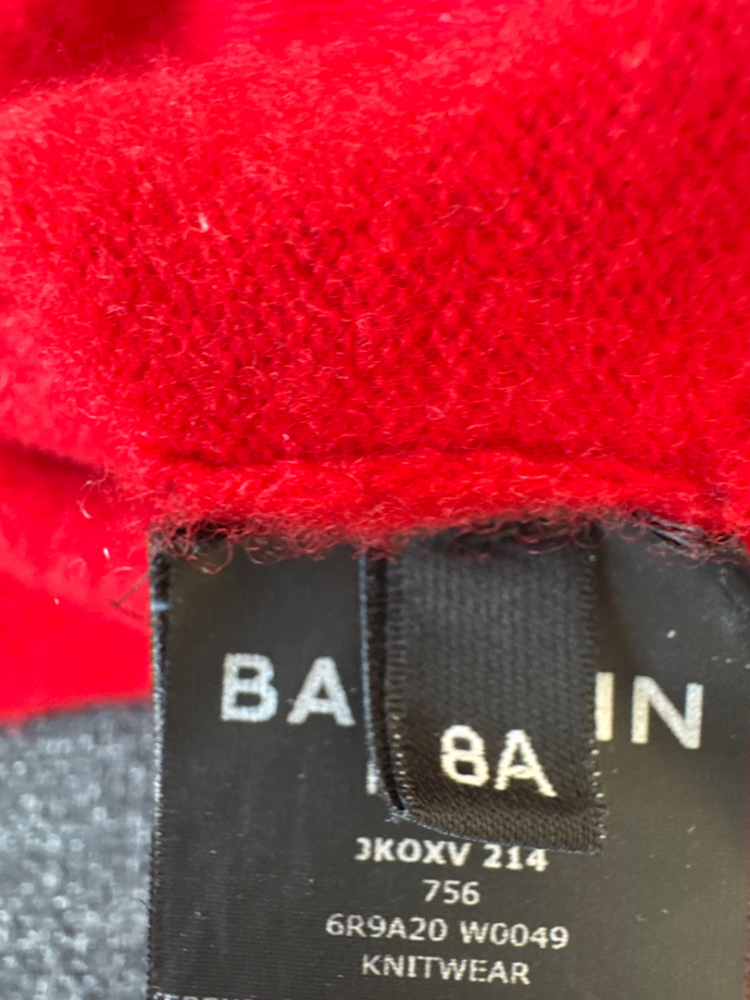 BA IN
8A
JKOXV 214
756
6R9A20 W0049
KNITWEAR